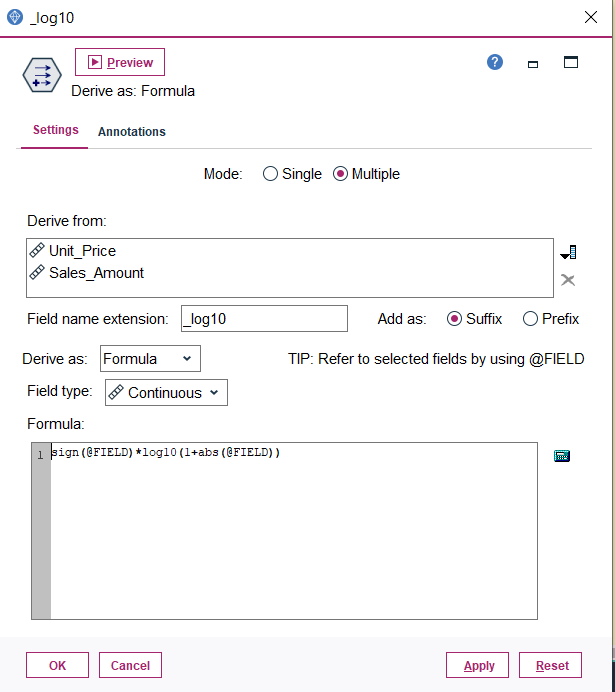 _log10
Preview
?
Derive as: Formula
Settings Annotations
Mode: Single Multiple
Derive from:
Unit_Price
Sales_Amount
Field name extension: _log10 Add as: Suffix Prefix
Derive as: Formula TIP: Refer to selected fields by using @FIELD
Field type: Continuous
Formula:
1 sign(@FIELD)*log10(1+abs(@FIELD))
OK Cancel Apply Reset